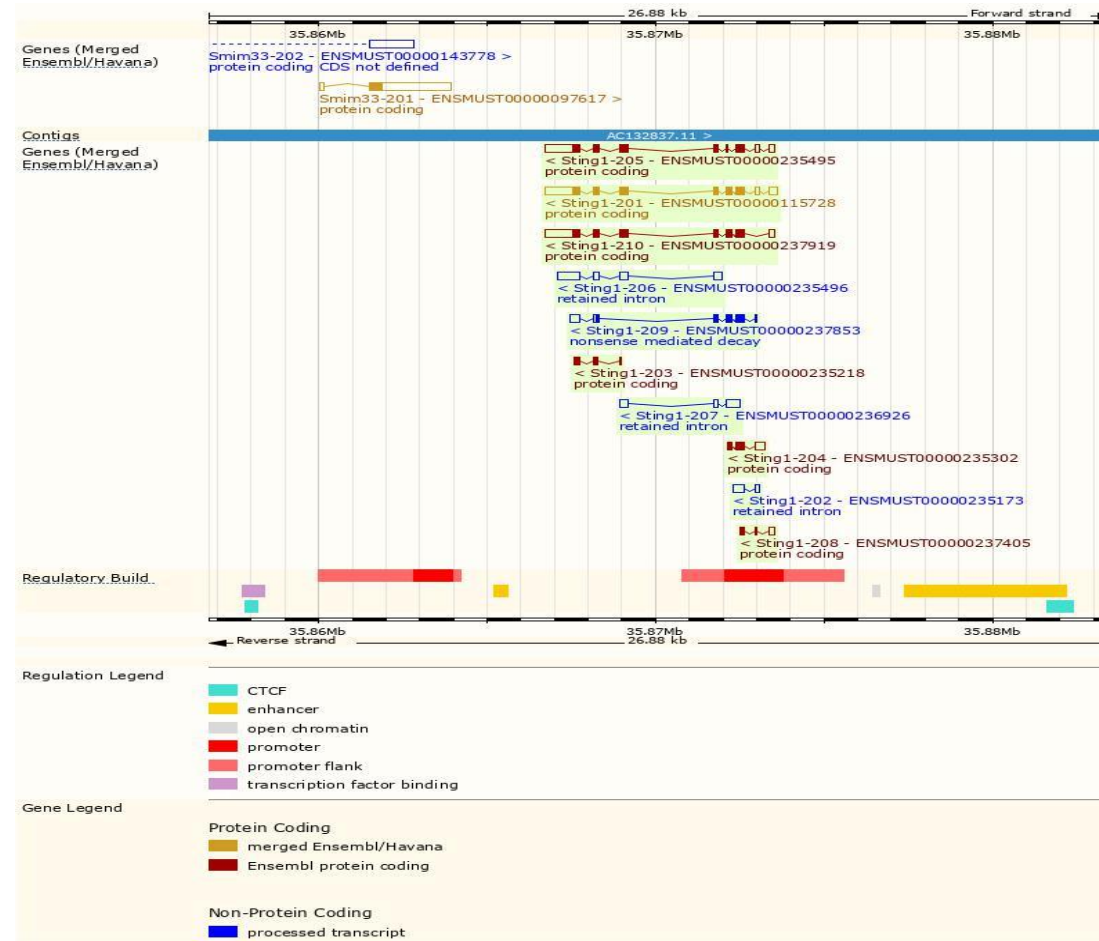 26.88 kb Forward strand
35.86Mb 35.87Mb 35.88Mb
Genes (Merged
Ensembl/Havana)
Smim33-202 - ENSMUST00000143778 >
protein coding CDS not defined
Smim33-201 - ENSMUST00000097617 >
protein coding
Contigs
AC132837.11 >
Genes (Merged
Ensembl/Havana)
< Sting1-205 - ENSMUST00000235495
protein coding
< Sting1-201 - ENSMUST00000115728
protein coding
< Sting1-210 - ENSMUST00000237919
protein coding
< Sting1-206 - ENSMUST00000235496
retained intron
< Sting1-209 - ENSMUST00000237853
nonsense mediated decay
< Sting1-203 - ENSMUST00000235218
protein coding
< Sting1-207 - ENSMUST00000236926
retained intron
< Sting1-204 - ENSMUST00000235302
protein coding
< Sting1-202 - ENSMUST00000235173
retained intron
< Sting1-208 - ENSMUST00000237405
protein coding
Regulatory Build
35.86Mb 35.87Mb 35.88Mb
Reverse strand 26.88 kb
Regulation Legend
CTCF
enhancer
open chromatin
promoter
promoter flank
transcription factor binding
Gene Legend
Protein Coding
merged Ensembl/Havana
Ensembl protein coding
Non-Protein Coding
processed transcript